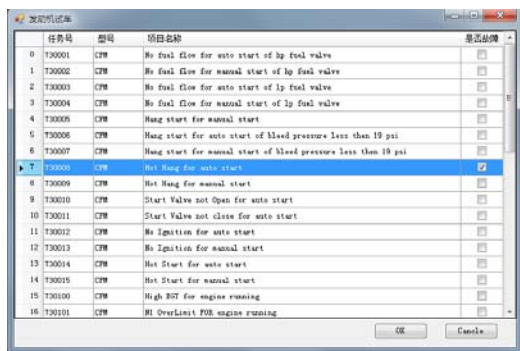 发动机试车
任务号 型号 项目名称 是否故障
0 T30001 CFM No fuel flow for auto start of hp fuel valve
1 T30002 CFM No fuel flow for manual start of hp fuel valve
2 T30003 CFM No fuel flow for auto start of lp fuel valve
3 T30004 CFM No fuel flow for manual start of lp fuel valve
4 T30005 CFM Hang start for manual start
5 T30006 CFM Hang start for auto start of bleed pressure less then 19 psi
6 T30007 CFM Hang start for manual start of bleed pressure less then 19 psi
7 T30008 CFM Hot Hang for auto start
8 T30009 CFM Hot Hang for manual start
9 T30010 CFM Start Valve not Open for auto start
10 T30011 CFM Start Valve not close for auto start
11 T30012 CFM No Ignition for auto start
12 T30013 CFM No Ignition for manual start
13 T30014 CFM Hot Start for auto start
14 T30015 CFM Hot Start for manual start
15 T30100 CFM High EGT for engine running
16 T30101 CFM N1 OverLimit FOR engine running
OK Cancle